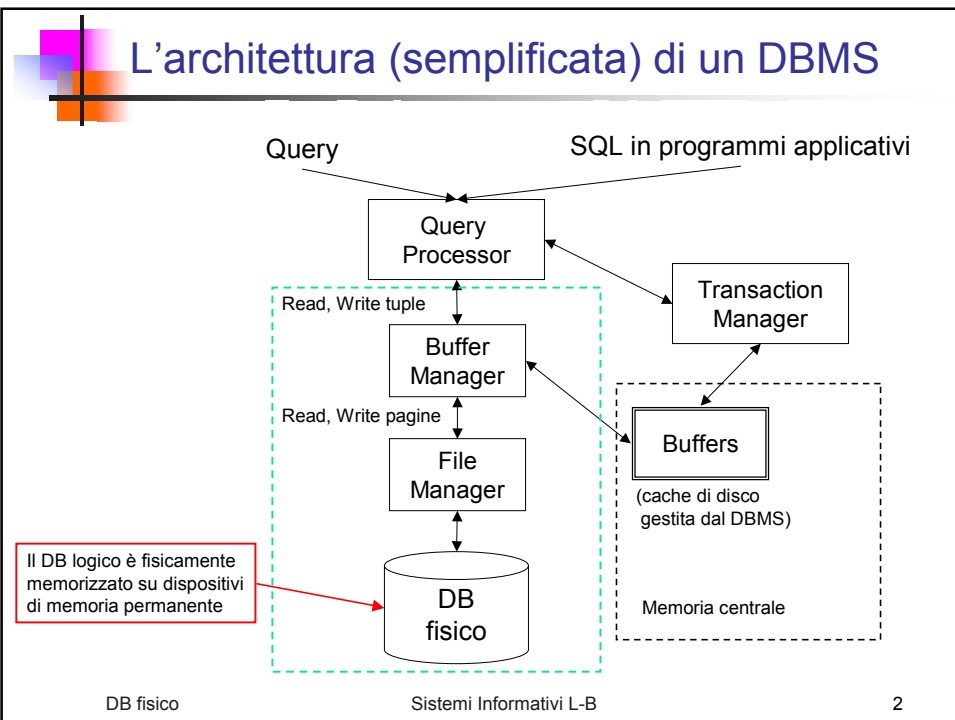 L'architettura (semplificata) di un DBMS
Query
SQL in programmi applicativi
Query
Processor
Transaction
Manager
Read, Write tuple
Buffer
Manager
Read, Write pagine
Buffers
File
Manager
(cache di disco
gestita dal DBMS)
Il DB logico è fisicamente
memorizzato su dispositivi
di memoria permanente
DB
fisico
Memoria centrale
DB fisico
Sistemi Informativi L-B
2